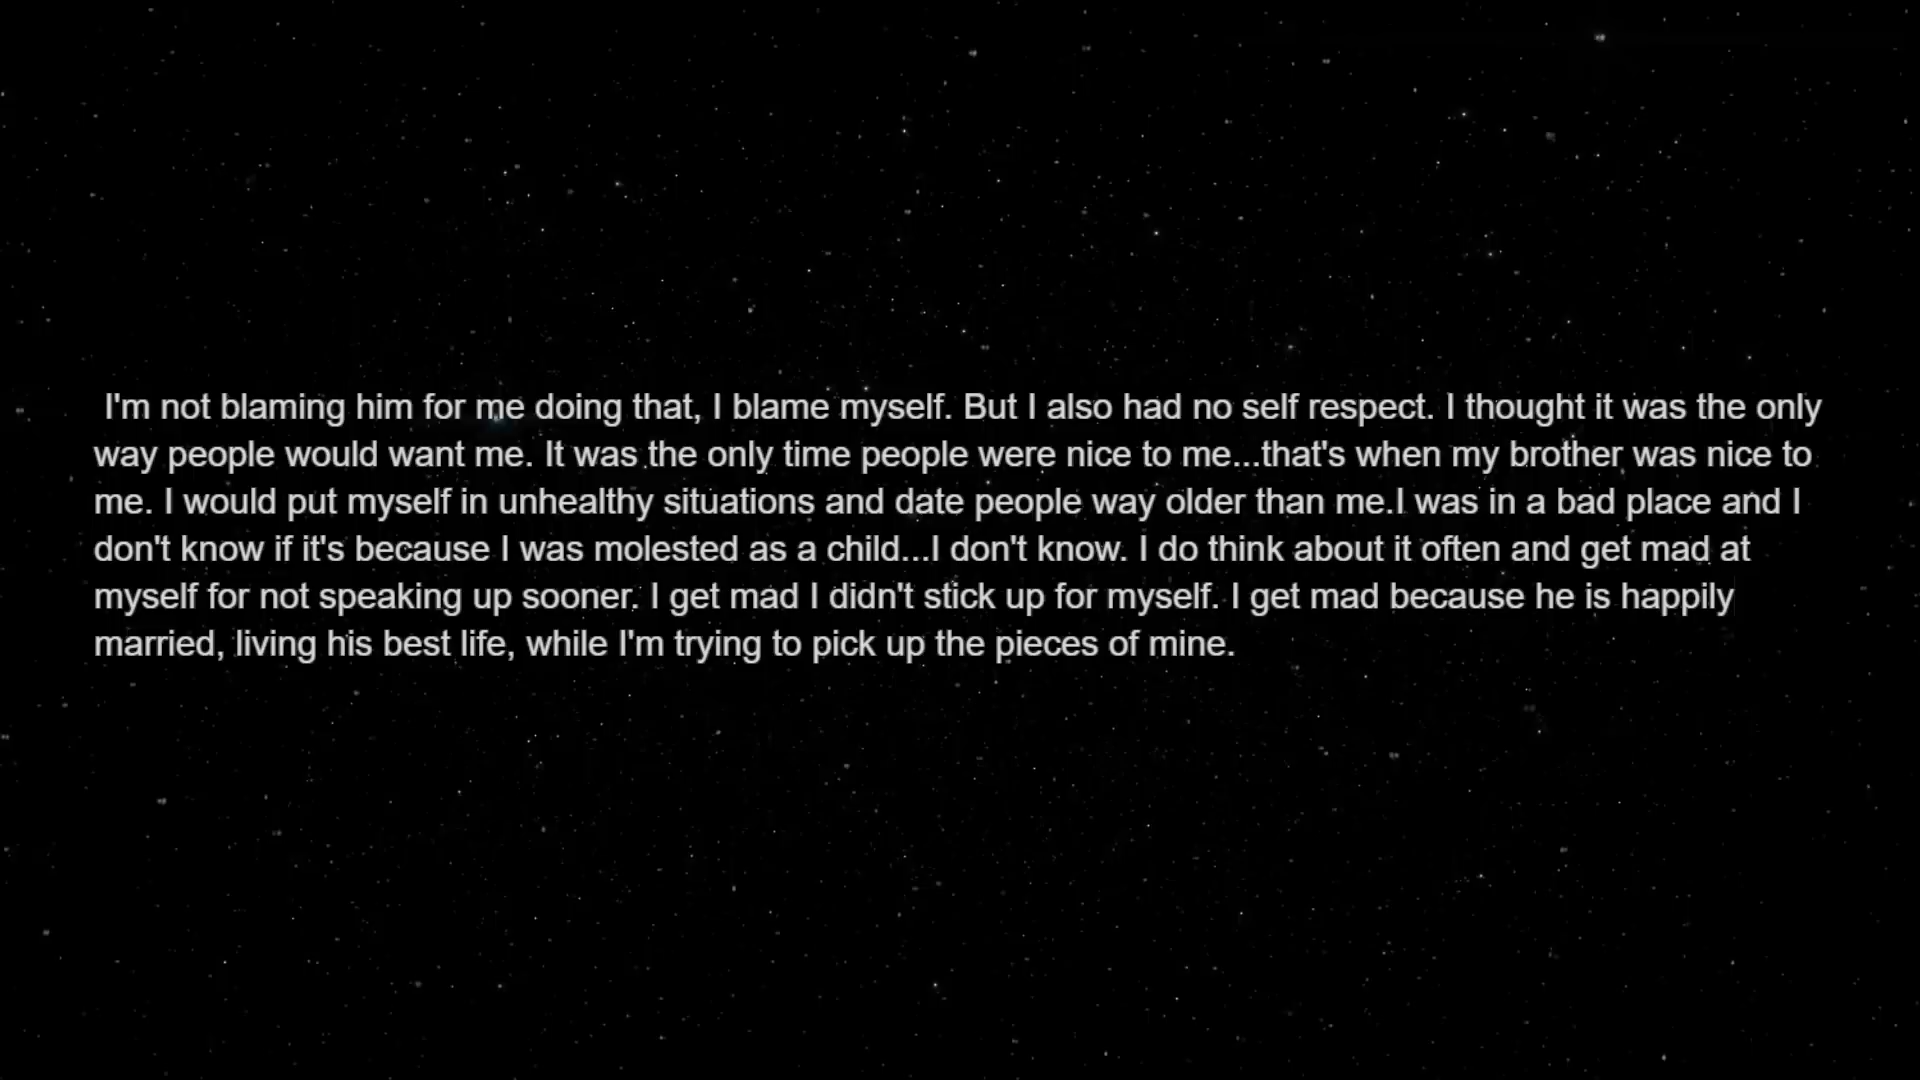 I'm not blaming him for me doing that, I blame myself. But I also had no self respect. I thought it was the only
way people would want me. It was the only time people were nice to me...that's when my brother was nice to
me. I would put myself in unhealthy situations and date people way older than me.I was in a bad place and I
don't know if it's because I was molested as a child...I don't know. I do think about it often and get mad at
myself for not speaking up sooner. I get mad I didn't stick up for myself. I get mad because he is happily
married, living his best life, while I'm trying to pick up the pieces of mine.